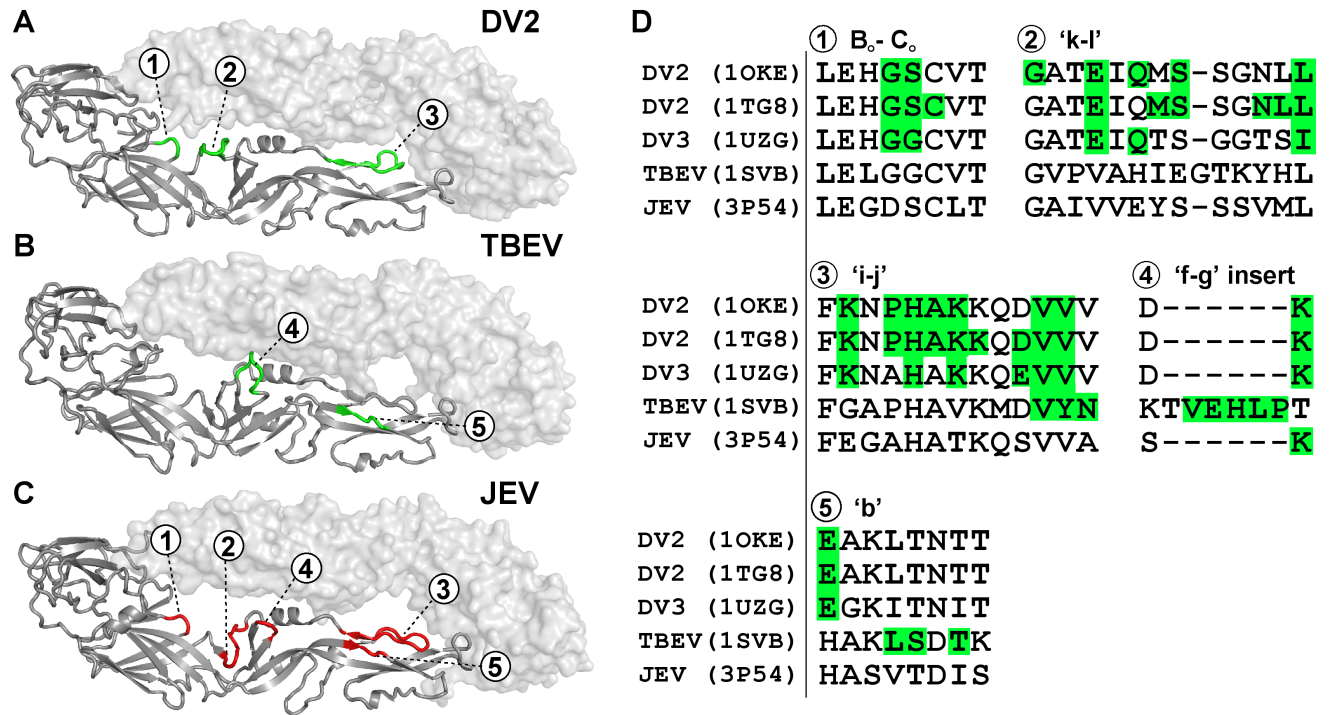 A DV2
1
2
3
B TBEV
4
5
C JEV
1
2
4
3
5
D
1 Bo- Co 2 'k-l'
DV2 (1OKE) LEHGSCVT GATEIQMS-SGNLL
DV2 (1TG8) LEHGSCVT GATEIQMS-SGNLL
DV3 (1UZG) LEHGGCVT GATEIQTS-GGTSI
TBEV(1SVB) LELGGCVT GVPVAHIEGTKYHL
JEV (3P54) LEGDSCLT GAIVVEYS-SSVML
3 'i-j' 4 'f-g' insert
DV2 (1OKE) FKNPHAKKQDVVV D------K
DV2 (1TG8) FKNPHAKKQDVVV D------K
DV3 (1UZG) FKNAHAKKQEVVV D------K
TBEV(1SVB) FGAPHAVKMDVYN KTVEHLPT
JEV (3P54) FEGAHATKQSVVA S------K
5 'b'
DV2 (1OKE) EAKLTNTT
DV2 (1TG8) EAKLTNTT
DV3 (1UZG) EGKITNIT
TBEV(1SVB) HAKLSDTK
JEV (3P54) HASVTDIS